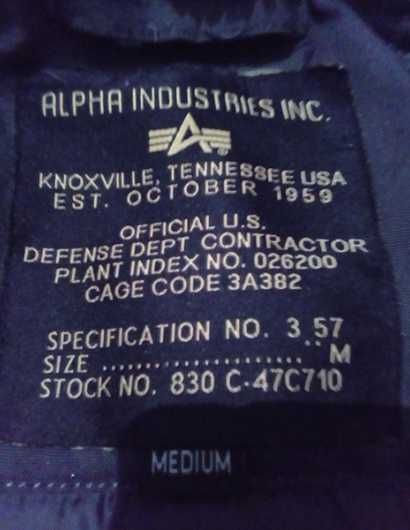 ALPHA INDUSTRIES INC.
A ®
KNOXVILLE, TENNESSEE USA
EST. OCTOBER 1959
OFFICIAL U.S.
DEFENSE DEPT CONTRACTOR
PLANT INDEX NO. 026200
CAGE CODE 3A382
SPECIFICATION NO. 3 57
SIZE ........................ M
STOCK NO. 830 C-47C710
MEDIUM